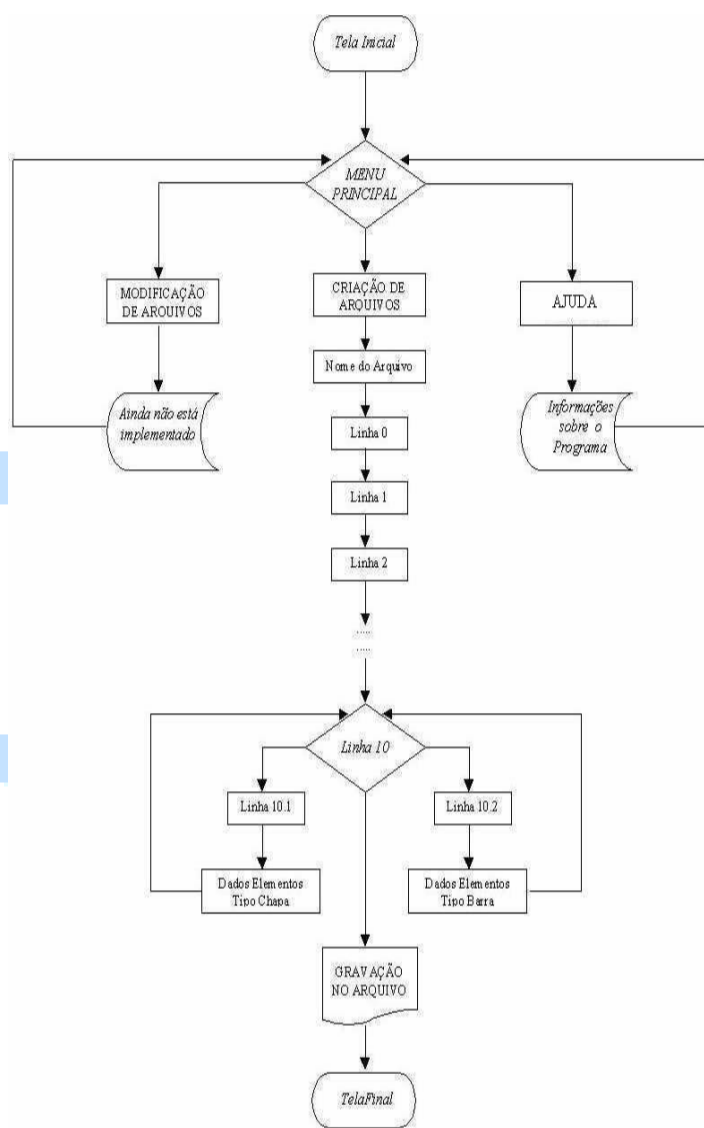 Tela Inicial
MENU
PRINCIPAL
MODIFICAÇÃO
DE ARQUIVOS
CRIAÇÃO DE
ARQUIVOS
AJUDA
Nome do Arquivo
Ainda não está
implementado
Informações
sobre o
Programa
Linha 0
Linha 1
Linha 2
.....
.....
Linha 10
Linha 10.1
Linha 10.2
Dados Elementos
Tipo Chapa
Dados Elementos
Tipo Barra
GRAVAÇÃO
NO ARQUIVO
TelaFinal